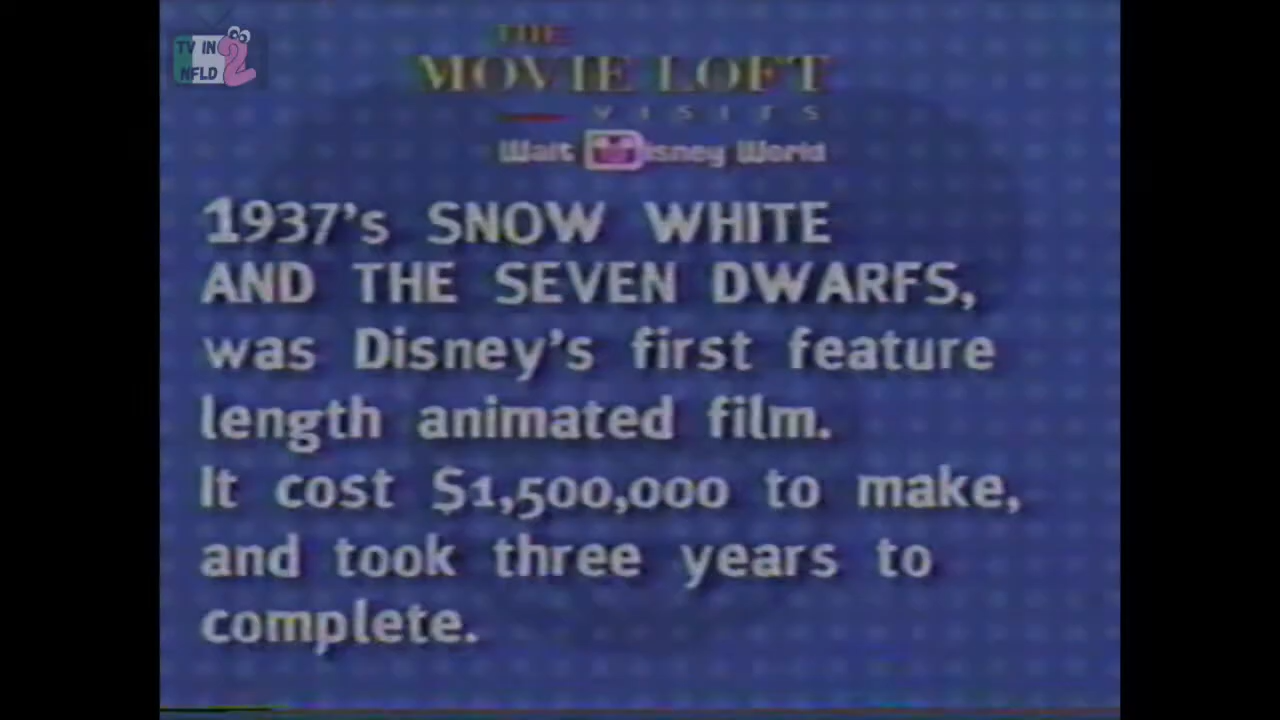 TV IN
NFLD 2
THE
MOVIE LOFT
VISITS
Walt Disney World
1937's SNOW WHITE
AND THE SEVEN DWARFS,
was Disney's first feature
length animated film.
It cost $1,500,000 to make,
and took three years to
complete.